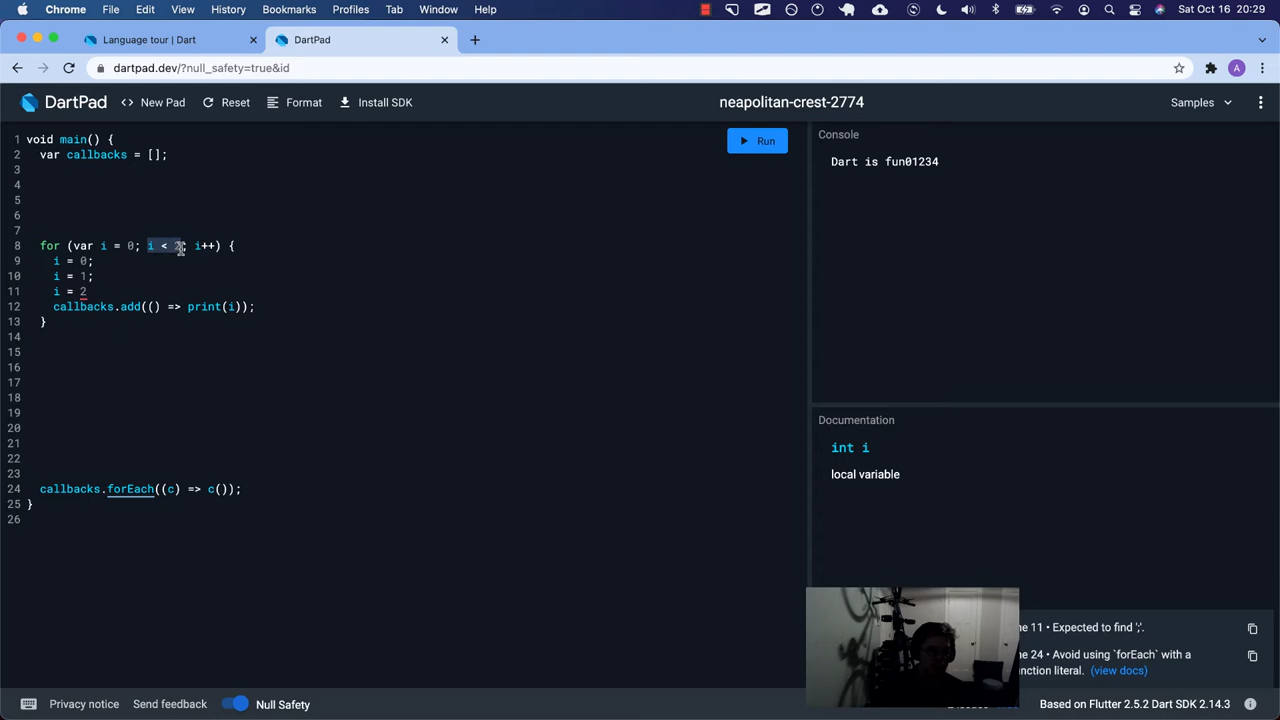 Chrome File Edit View History Bookmarks Profiles Tab Window Help Sat Oct 16 20:29
Language tour | Dart
DartPad
dartpad.dev/?null_safety=true&id
A
DartPad <> New Pad Reset Format Install SDK neapolitan-crest-2774 Samples
1 void main() {
2 var callbacks = [];
3
4
5
6
7
8 for (var i = 0; i < 2; i++) {
9 i = 0;
10 i = 1;
11 i = 2
12 callbacks.add(() => print(i));
13 }
14
15
16
17
18
19
20
21
22
23
24 callbacks.forEach((c) => c());
25 }
26
Run
Console
Dart is fun01234
Documentation
int i
local variable
ne 11 • Expected to find ';'.
ne 24 • Avoid using `forEach` with a
nction literal. (view docs)
Privacy notice Send feedback Null Safety
Based on Flutter 2.5.2 Dart SDK 2.14.3